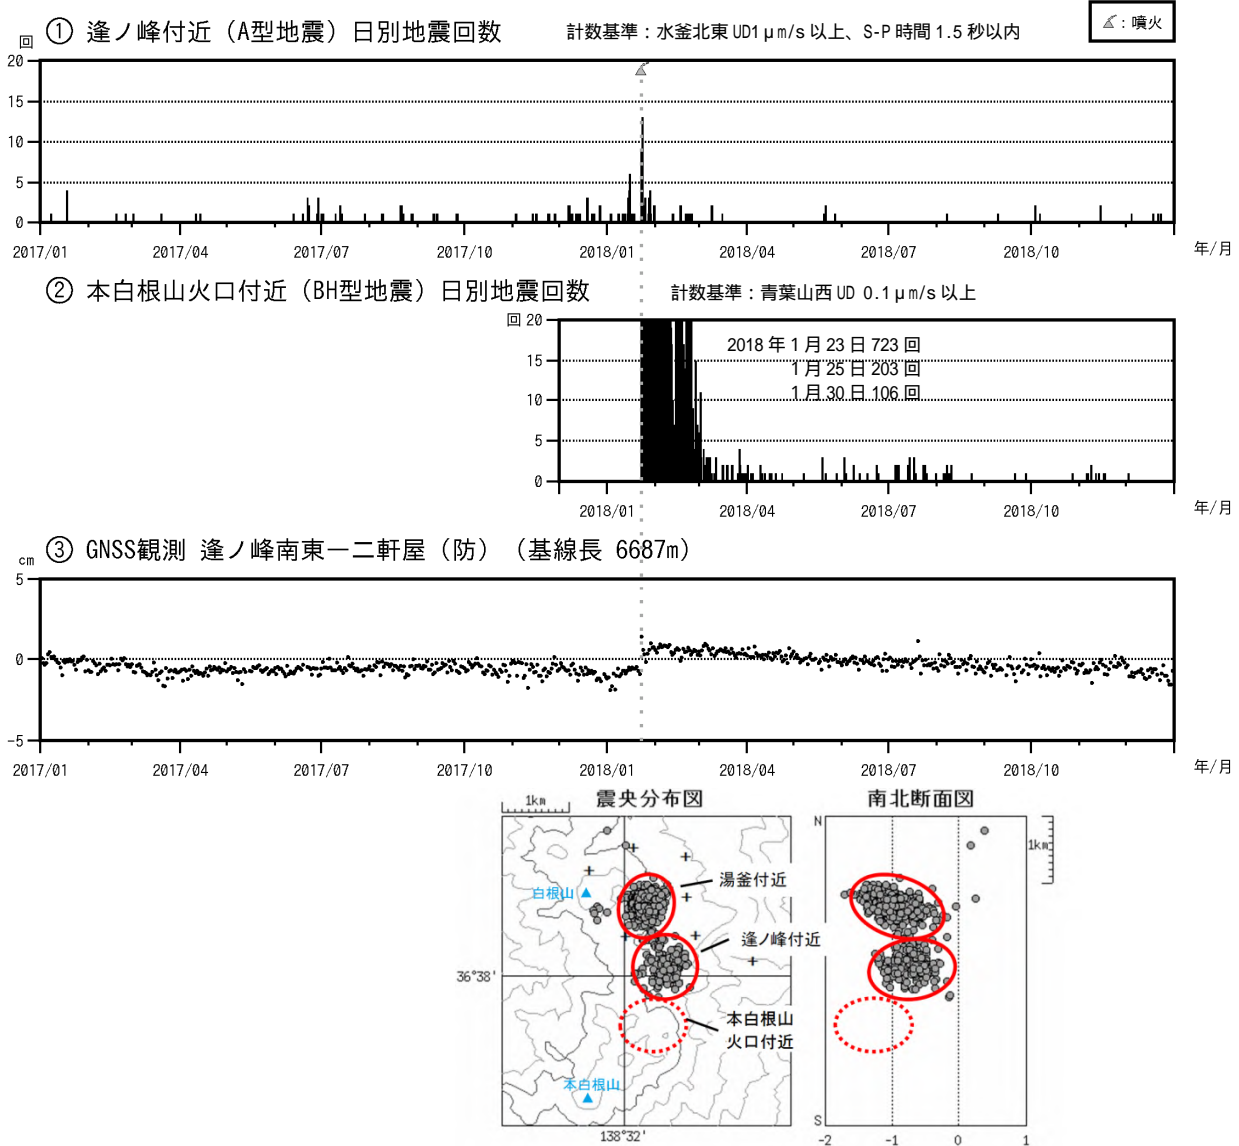 ① 逢ノ峰付近（A型地震）日別地震回数
計数基準：水釜北東 UD1μm/s 以上、S-P 時間 1.5 秒以内
：噴火
回
20
15
10
5
0
2017/01 2017/04 2017/07 2017/10 2018/01 2018/04 2018/07 2018/10 年/月
② 本白根山火口付近（BH型地震）日別地震回数
計数基準：青葉山西 UD 0.1μm/s 以上
回 20
15
10
5
0
2018 年 1 月 23 日 723 回
1 月 25 日 203 回
1 月 30 日 106 回
2018/01 2018/04 2018/07 2018/10 年/月
③ GNSS観測 逢ノ峰南東－二軒屋（防）（基線長 6687m）
cm
5
0
-5
2017/01 2017/04 2017/07 2017/10 2018/01 2018/04 2018/07 2018/10 年/月
1km
震央分布図
白根山
湯釜付近
逢ノ峰付近
36°38'
本白根山
火口付近
本白根山
138°32'
南北断面図
N
1km
S
-2 -1 0 1